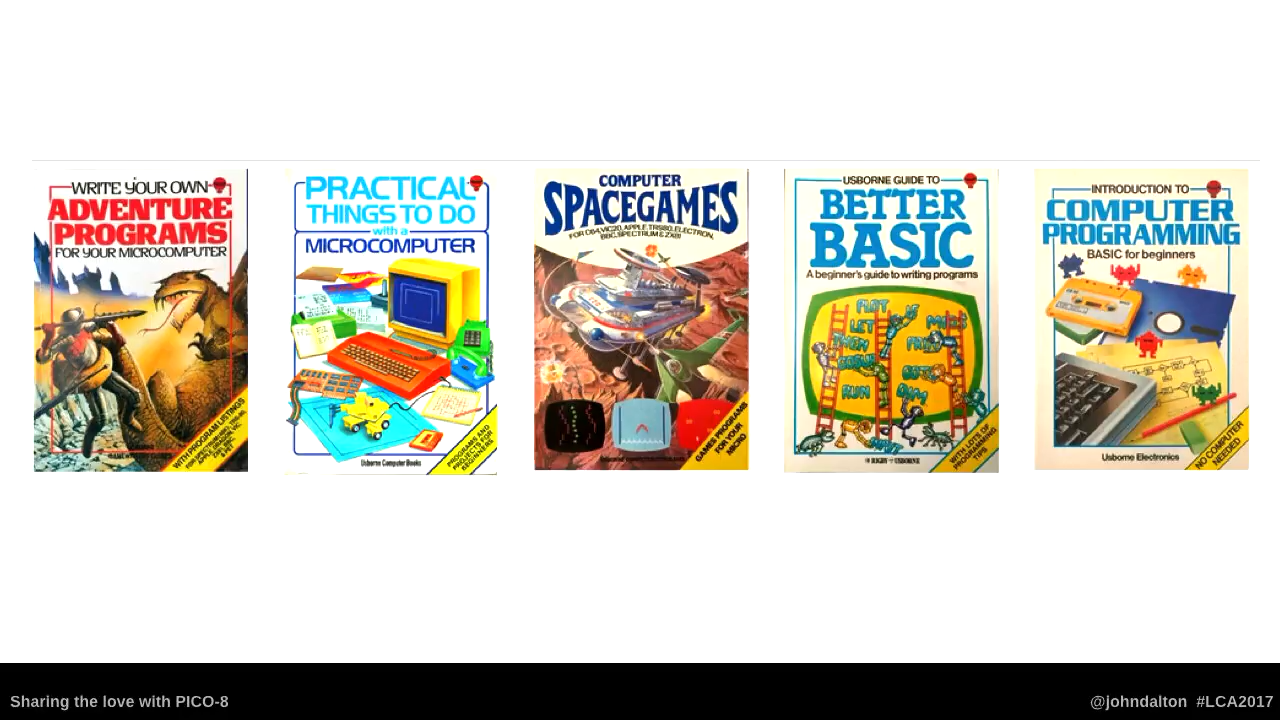 WRITE YOUR OWN
ADVENTURE
PROGRAMS
FOR YOUR MICROCOMPUTER
WITH PROGRAM LISTINGS
PRACTICAL
THINGS TO DO
with a
MICROCOMPUTER
Usborne Computer Books
PROGRAMS AND
PROJECTS FOR
BEGINNERS
COMPUTER
SPACEGAMES
FOR C64, VIC20, APPLE, TRS80, ELECTRON,
BBC, SPECTRUM & ZX81
GAMES PROGRAMS
FOR YOUR
MICRO
USBORNE GUIDE TO
BETTER
BASIC
A beginner's guide to writing programs
PLOT
IF
LET
THEN
GOSUB
RUN
RIGBY USBORNE
WITH LOTS OF
PROGRAMMING
TIPS
INTRODUCTION TO
COMPUTER
PROGRAMMING
BASIC for beginners
Usborne Electronics
NO COMPUTER
NEEDED
Sharing the love with PICO-8
@johndalton #LCA2017